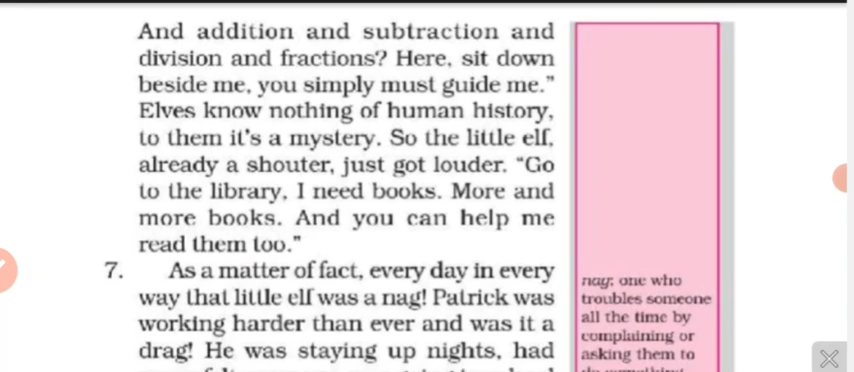 And addition and subtraction and
division and fractions? Here, sit down
beside me, you simply must guide me.”
Elves know nothing of human history,
to them it’s a mystery. So the little elf,
already a shouter, just got louder. “Go
to the library, I need books. More and
more books. And you can help me
read them too.”
7. As a matter of fact, every day in every
way that little elf was a nag! Patrick was
working harder than ever and was it a
drag! He was staying up nights, had
nag: one who
troubles someone
all the time by
complaining or
asking them to